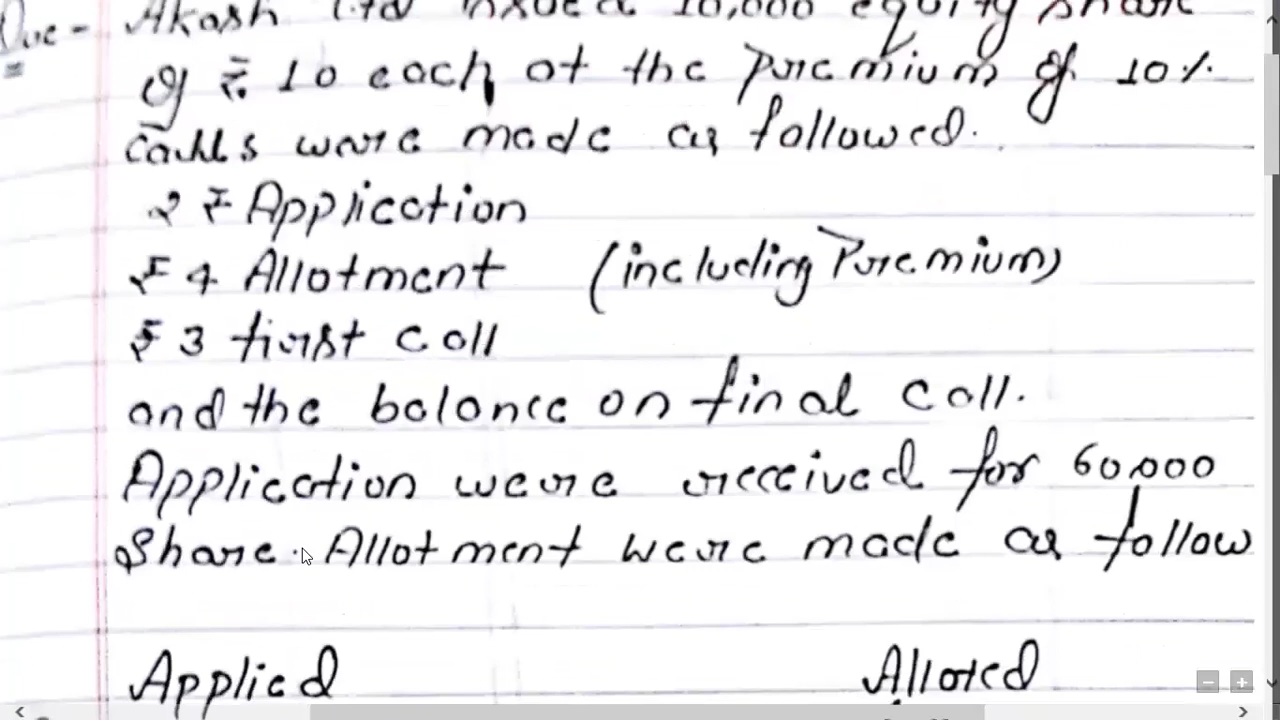 Que - Akash Ltd issued 10,000 equity share
of ₹. 10 each at the premium of 10%
calls were made as followed.
2 ₹ Application
₹ 4 Allotment (including Premium)
₹ 3 first call
and the balance on final call.
Application were received for 60,000
Share. Allotment were made as follow
Applied Alloted